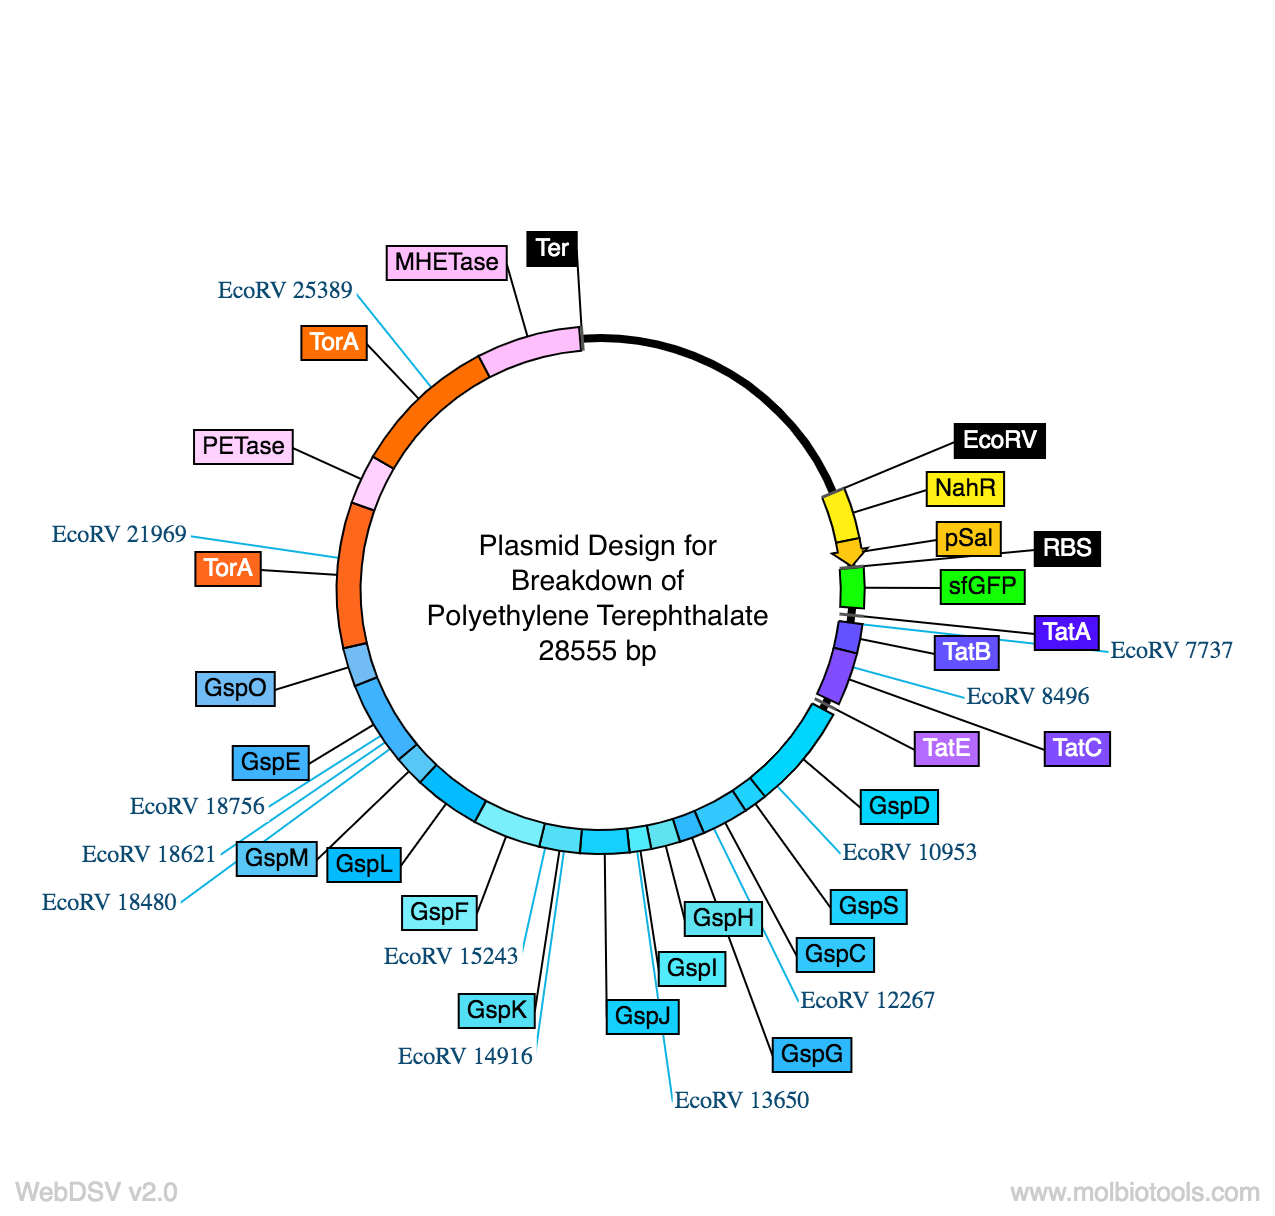 Ter
MHETase
EcoRV 25389
TorA
EcoRV
PETase
NahR
EcoRV 21969
pSal
RBS
Plasmid Design for
Breakdown of
Polyethylene Terephthalate
28555 bp
TorA
sfGFP
TatA
TatB
EcoRV 7737
GspO
EcoRV 8496
GspE
TatE
TatC
EcoRV 18756
GspD
EcoRV 18621
GspM
GspL
EcoRV 10953
EcoRV 18480
GspF
GspS
GspH
EcoRV 15243
GspC
GspI
EcoRV 12267
GspK
GspJ
EcoRV 14916
GspG
EcoRV 13650
WebDSV v2.0
www.molbiotools.com